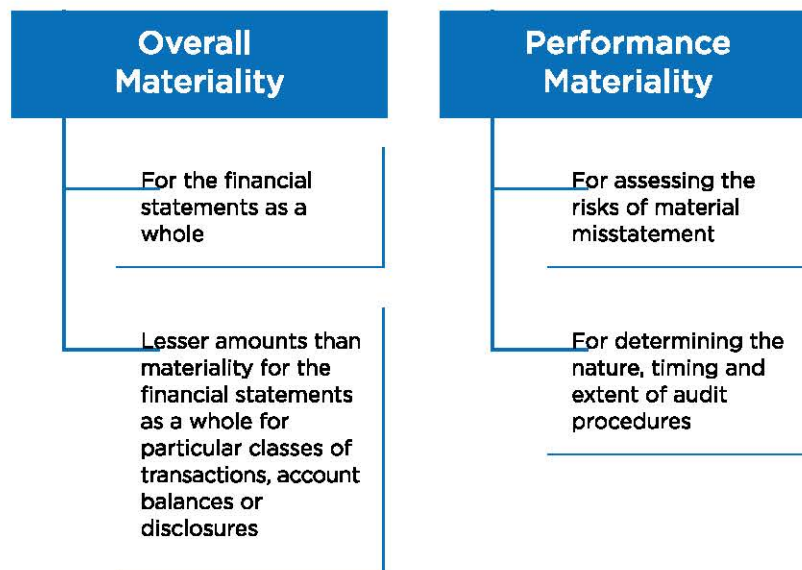 Overall
Materiality
For the financial
statements as a
whole
Lesser amounts than
materiality for the
financial statements
as a whole for
particular classes of
transactions, account
balances or
disclosures
Performance
Materiality
For assessing the
risks of material
misstatement
For determining the
nature, timing and
extent of audit
procedures